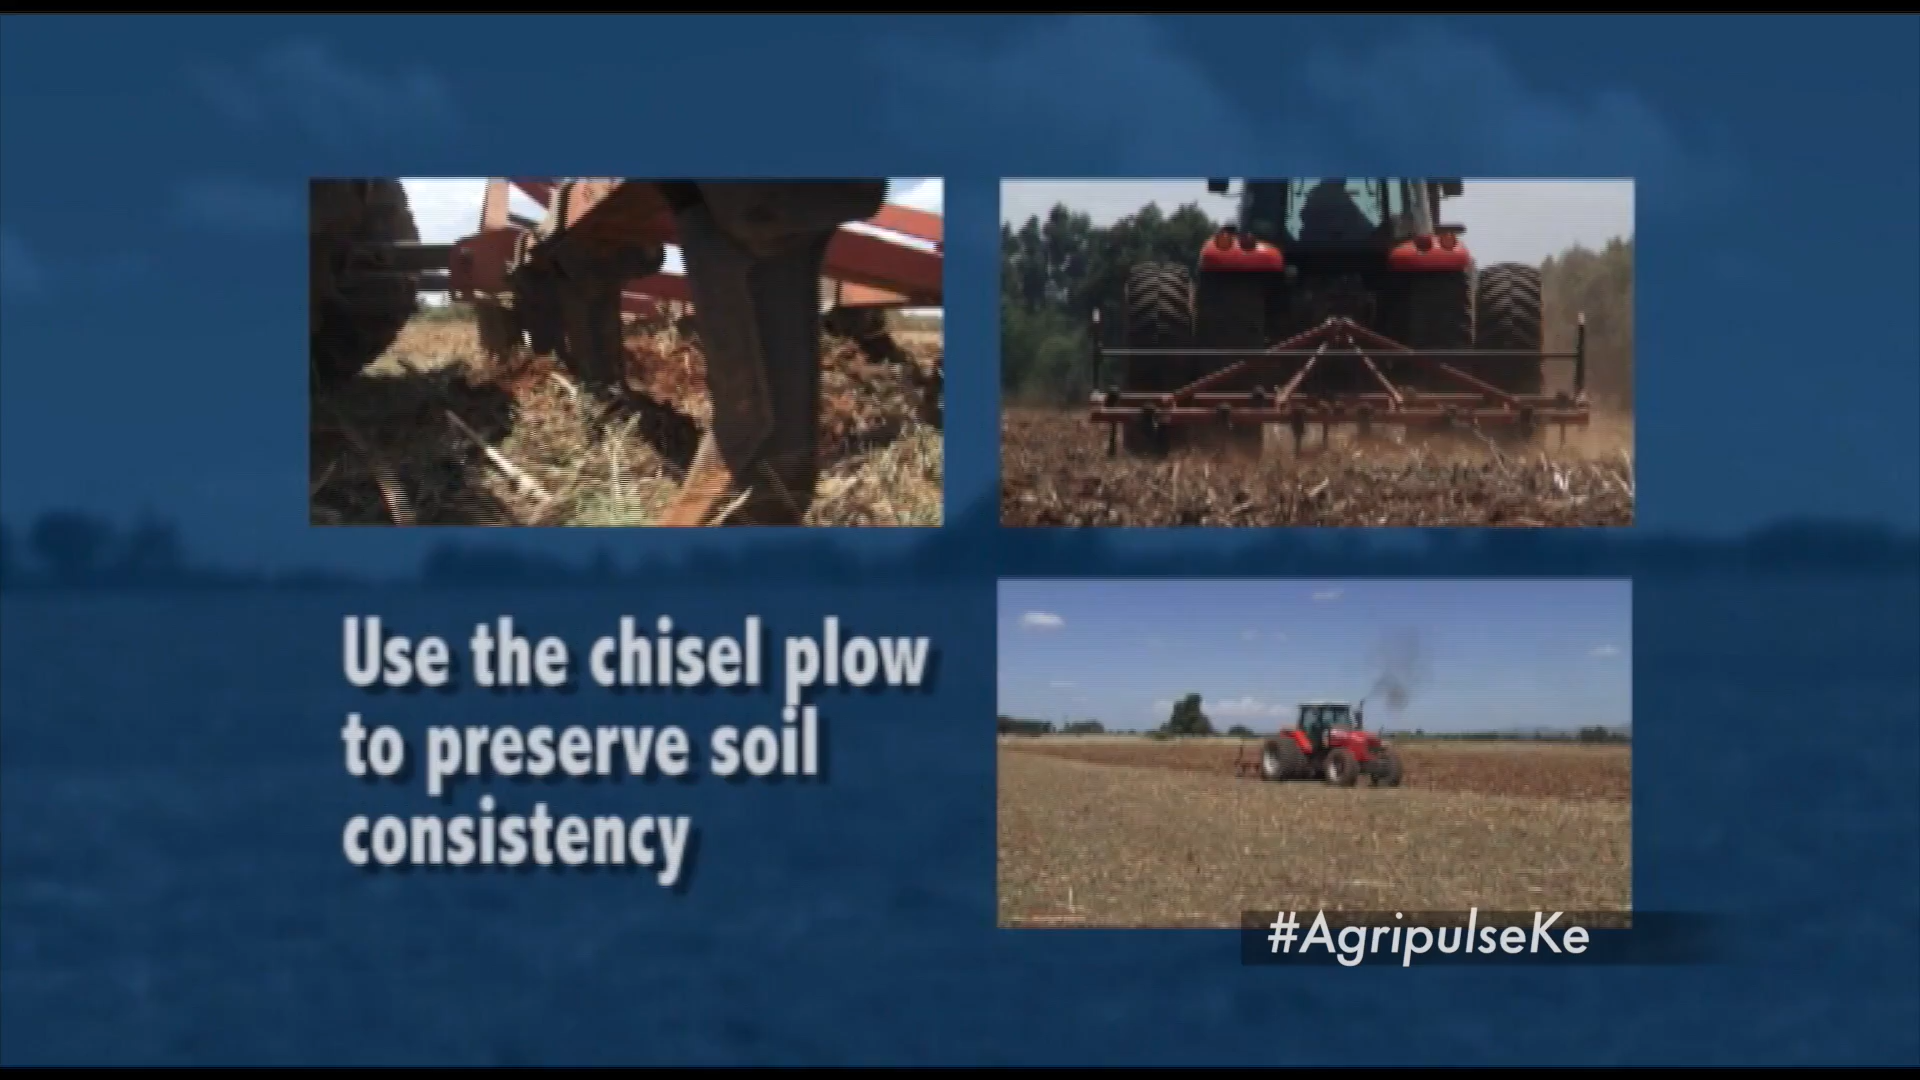 Use the chisel plow
to preserve soil
consistency
#AgripulseKe